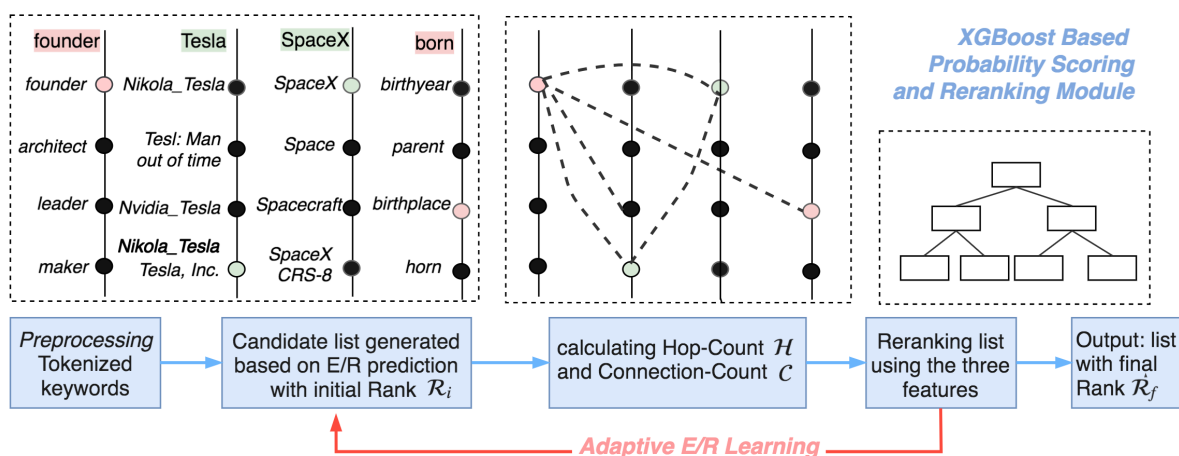 founder
Tesla
SpaceX
born
founder
Nikola_Tesla
SpaceX
birthyear
architect
Tesl: Man
out of time
Space
parent
leader
Nvidia_Tesla
Spacecraft
birthplace
maker
Nikola_Tesla
Tesla, Inc.
SpaceX
CRS-8
horn
XGBoost Based
Probability Scoring
and Reranking Module
Preprocessing
Tokenized
keywords
Candidate list generated
based on E/R prediction
with initial Rank ℛᵢ
calculating Hop-Count ℋ
and Connection-Count 𝒞
Reranking list
using the three
features
Output: list
with final
Rank ℛ̂_f
Adaptive E/R Learning